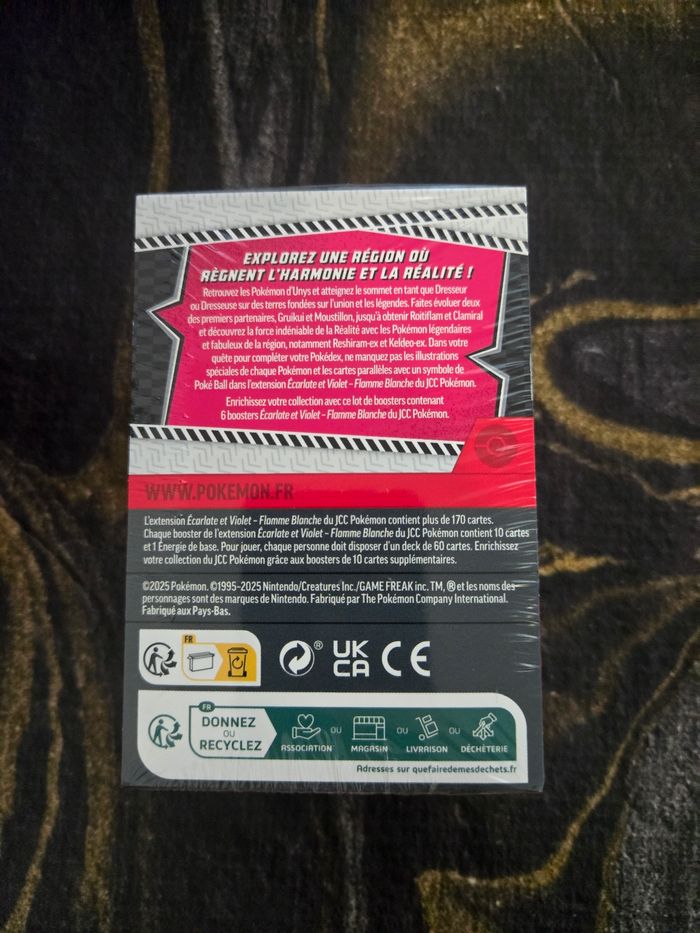 EXPLOREZ UNE RÉGION OÙ
RÈGNENT L'HARMONIE ET LA RÉALITÉ !
Retrouvez les Pokémon d'Unys et atteignez le sommet en tant que Dresseur
ou Dresseuse sur des terres fondées sur l'union et les légendes. Faites évoluer deux
des premiers partenaires, Gruikui et Moustillon, jusqu'à obtenir Roitiflam et Clamiral
et découvrez la force indéniable de la Réalité avec les Pokémon légendaires
et fabuleux de la région, notamment Reshiram-ex et Keldeo-ex. Dans votre
quête pour compléter votre Pokédex, ne manquez pas les illustrations
spéciales de chaque Pokémon et les cartes parallèles avec un symbole de
Poké Ball dans l'extension Écarlate et Violet – Flamme Blanche du JCC Pokémon.
Enrichissez votre collection avec ce lot de boosters contenant
6 boosters Écarlate et Violet – Flamme Blanche du JCC Pokémon.
WWW.POKEMON.FR
L'extension Écarlate et Violet – Flamme Blanche du JCC Pokémon contient plus de 170 cartes.
Chaque booster de l'extension Écarlate et Violet – Flamme Blanche du JCC Pokémon contient 10 cartes
et 1 Énergie de base. Pour jouer, chaque personne doit disposer d'un deck de 60 cartes. Enrichissez
votre collection du JCC Pokémon grâce aux boosters de 10 cartes supplémentaires.
©2025 Pokémon. ©1995–2025 Nintendo/Creatures Inc./GAME FREAK inc. TM, ® et les noms des
personnages sont des marques de Nintendo. Fabriqué par The Pokémon Company International.
Fabriqué aux Pays-Bas.
FR
® UK CA CE
FR
DONNEZ
OU
RECYCLEZ
ASSOCIATION OU MAGASIN OU LIVRAISON OU DÉCHÈTERIE
Adresses sur quefairedemesdechets.fr